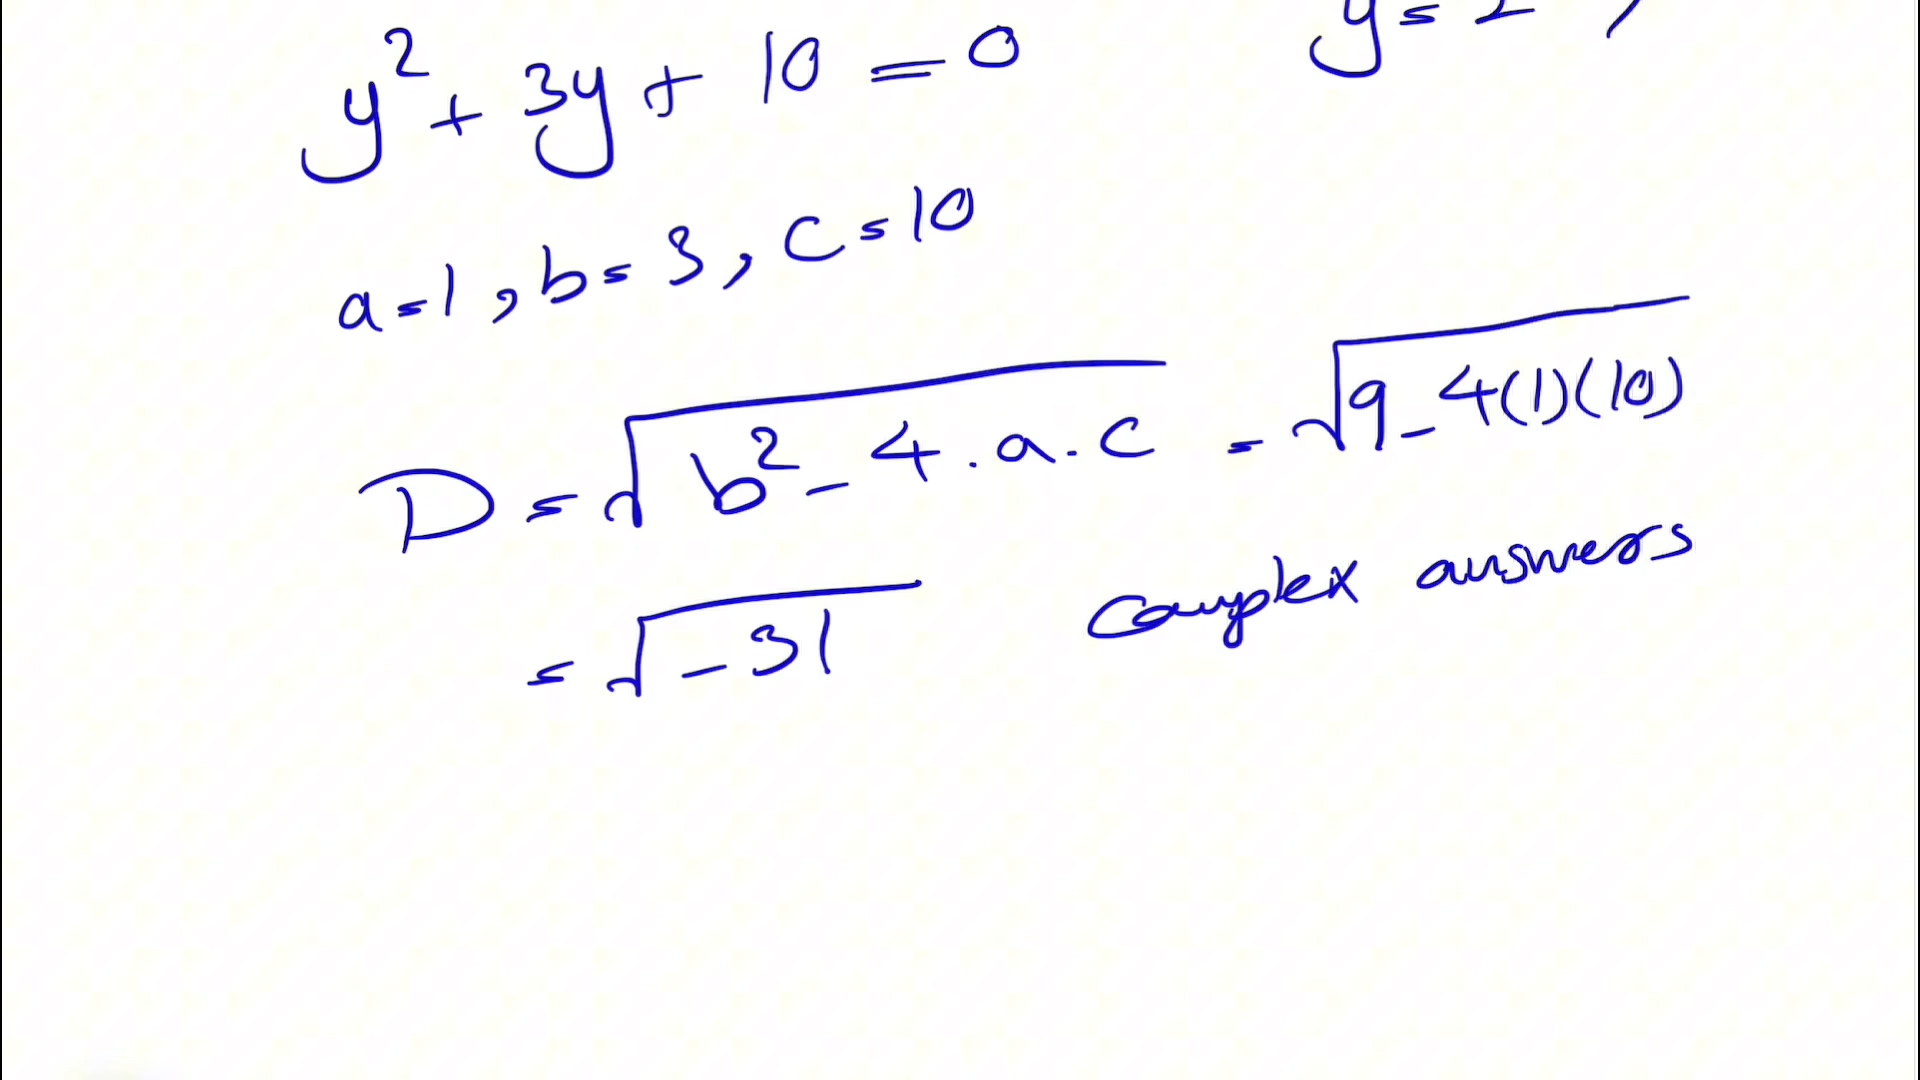 y² + 3y + 10 = 0
y =
a = 1, b = 3, c = 10
D = √(b² - 4.a.c) = √(9 - 4(1)(10))
= √(-31)
complex answers